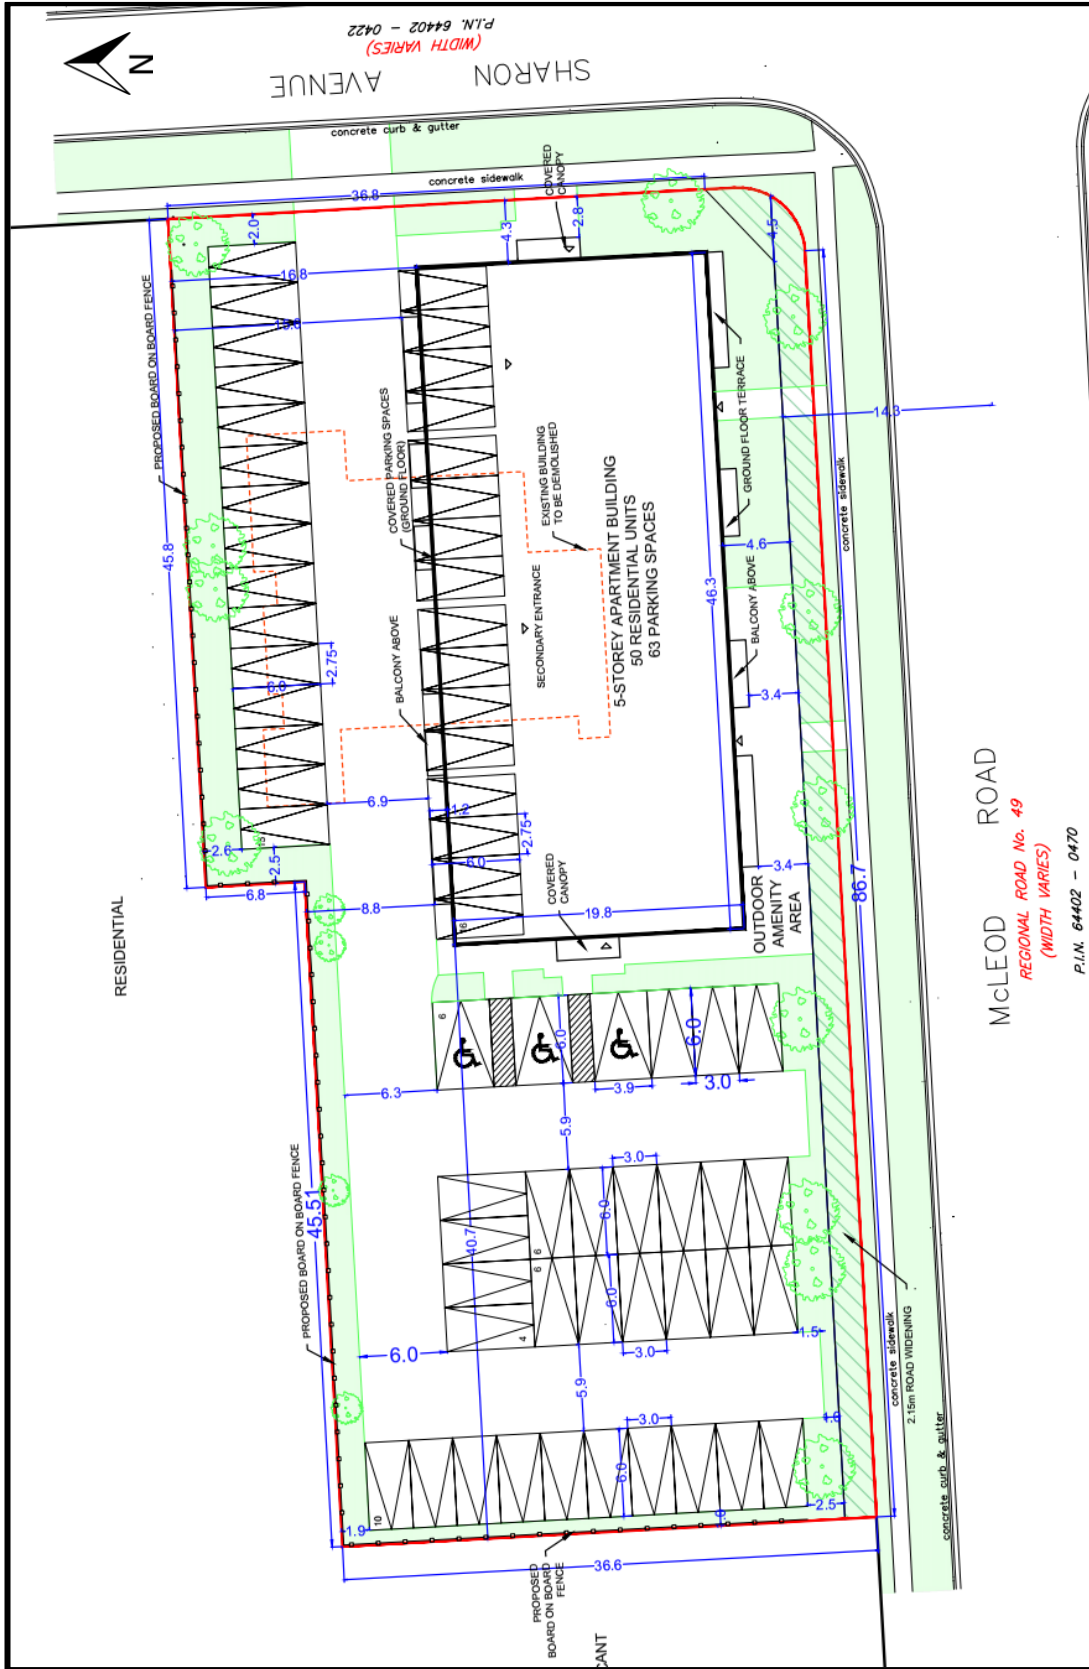 P.I.N. 64402 - 0422
(WIDTH VARIES)
SHARON AVENUE
N
concrete curb & gutter
concrete sidewalk
COVERED
CANOPY
36.8
2.0
4.3
2.8
4.5
16.8
PROPOSED BOARD ON BOARD FENCE
45.8
COVERED PARKING SPACES
(GROUND FLOOR)
EXISTING BUILDING
TO BE DEMOLISHED
GROUND FLOOR TERRACE
14.3
concrete sidewalk
4.6
46.3
5-STOREY APARTMENT BUILDING
50 RESIDENTIAL UNITS
63 PARKING SPACES
SECONDARY ENTRANCE
BALCONY ABOVE
BALCONY ABOVE
2.75
6.0
3.4
6.9
1.2
2.75
6.0
15
2.6
2.5
6.8
8.8
16
COVERED
CANOPY
19.8
3.4
OUTDOOR
AMENITY
AREA
86.7
RESIDENTIAL
McLEOD ROAD
REGIONAL ROAD No. 49
(WIDTH VARIES)
P.I.N. 64402 - 0470
6
6.0
6.0
6.3
3.9
3.0
5.9
PROPOSED BOARD ON BOARD FENCE
45.51
3.0
40.7
6.0
6
6
6.0
4
3.0
1.5
6.0
5.9
concrete sidewalk
2.15m ROAD WIDENING
concrete curb & gutter
3.0
6.0
10
1.9
2.5
36.6
PROPOSED
BOARD ON BOARD
FENCE
CANT